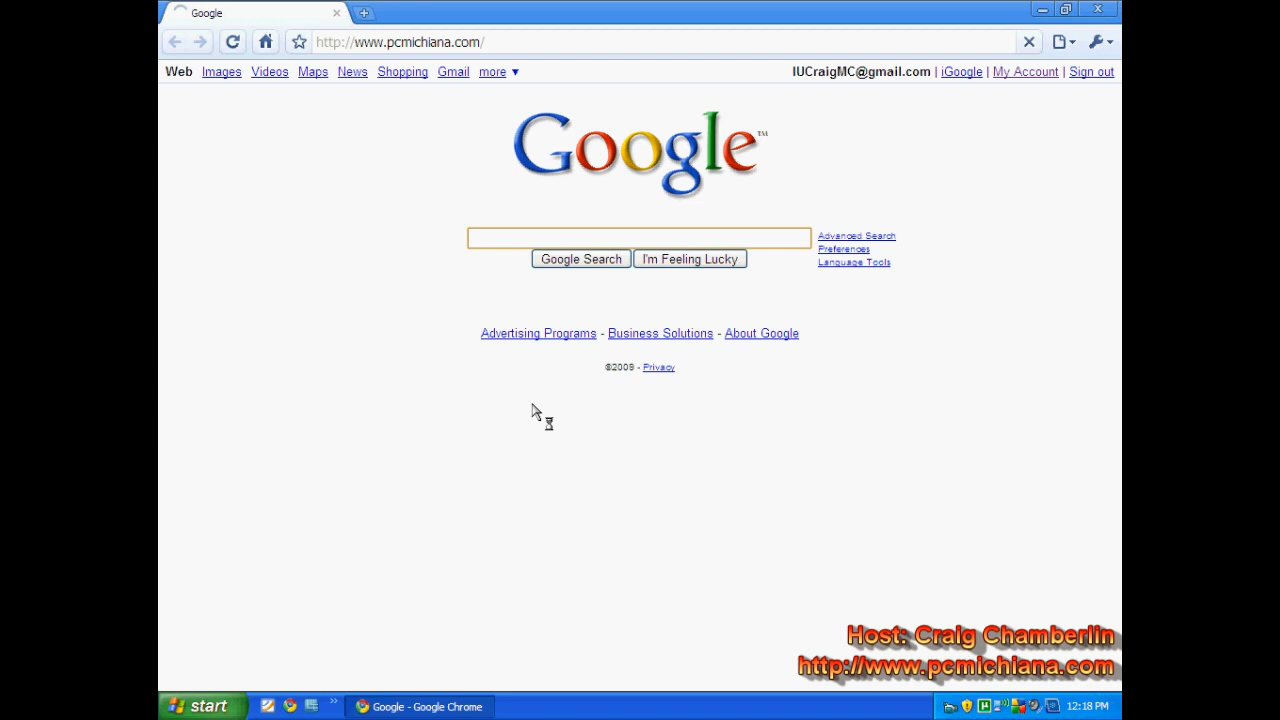 Google
http://www.pcmichiana.com/
Web Images Videos Maps News Shopping Gmail more ▼ IUCraigMC@gmail.com | iGoogle | My Account | Sign out
Google™
Advanced Search
Preferences
Language Tools
Google Search I'm Feeling Lucky
Advertising Programs - Business Solutions - About Google
©2009 - Privacy
Host: Craig Chamberlin
http://www.pcmichiana.com
start » Google - Google Chrome 12:18 PM